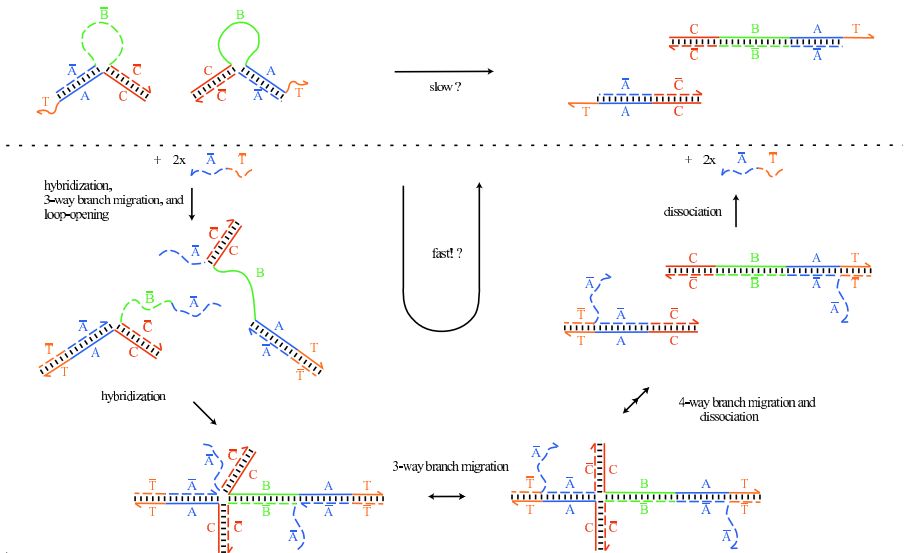 B̅
B
A̅
C̅
T
A
C
C
A
C̅
A̅
T
slow ?
C
B
A
T
C̅
B̅
A̅
A̅
C̅
T
A
C
+ 2x A̅ T̅
hybridization,
3-way branch migration, and
loop-opening
fast! ?
+ 2x A̅ T̅
dissociation
C̅
C
A̅
B
B̅
A̅
A̅
T̅
T
A
C̅
C
A
T
A̅
T̅
hybridization
C
B
A
T
C̅
B̅
A̅
T̅
A̅
A̅
T̅
A̅
C̅
T
A
C
4-way branch migration and
dissociation
A̅
C̅
C
T̅
A̅
B
A
T
T
A
B̅
A̅
T̅
C
C̅
A̅
3-way branch migration
A̅
C̅
C
T̅
A̅
B
A
T
T
A
B̅
A̅
T̅
C
C̅
A̅